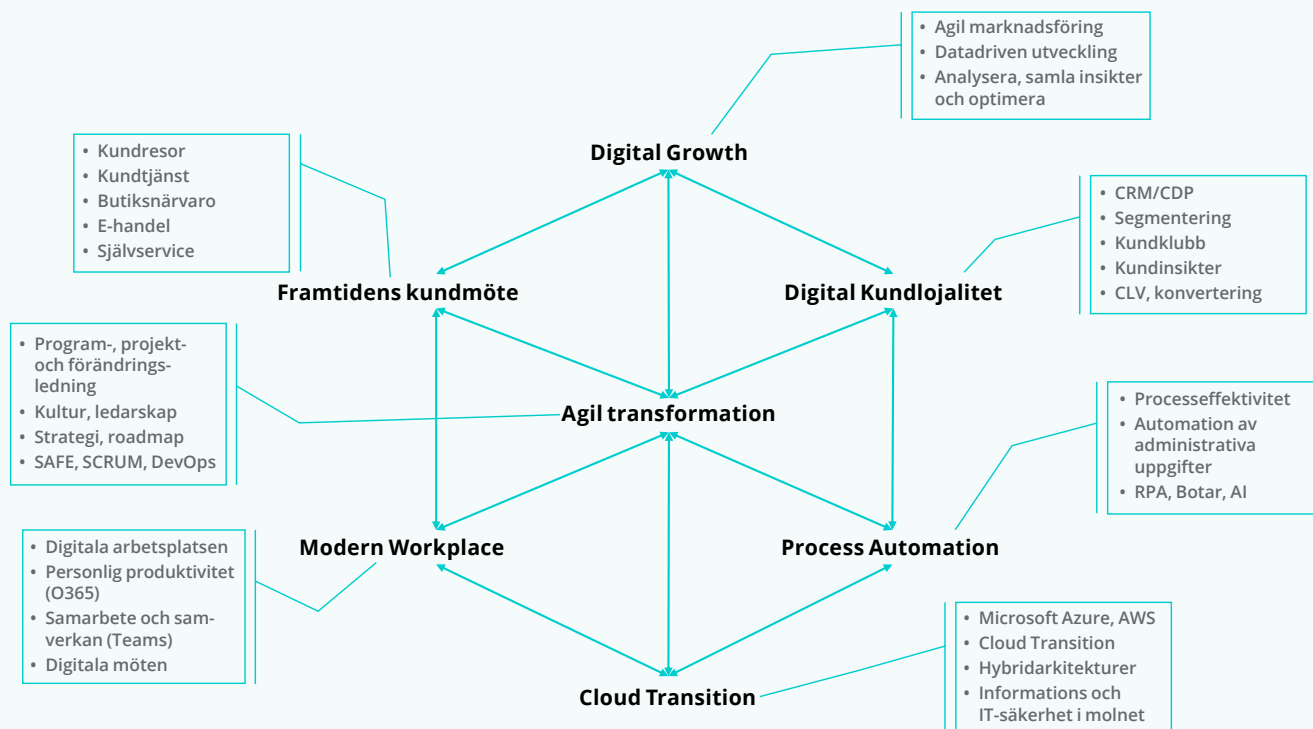 • Agil marknadsföring
• Datadriven utveckling
• Analysera, samla insikter
och optimera
Digital Growth
• Kundresor
• Kundtjänst
• Butiksnärvaro
• E-handel
• Självservice
• CRM/CDP
• Segmentering
• Kundklubb
• Kundinsikter
• CLV, konvertering
Framtidens kundmöte
Digital Kundlojalitet
• Program-, projekt-
och förändrings-
ledning
• Kultur, ledarskap
• Strategi, roadmap
• SAFE, SCRUM, DevOps
Agil transformation
• Processeffektivitet
• Automation av
administrativa
uppgifter
• RPA, Botar, AI
Modern Workplace
Process Automation
• Digitala arbetsplatsen
• Personlig produktivitet
(O365)
• Samarbete och sam-
verkan (Teams)
• Digitala möten
• Microsoft Azure, AWS
• Cloud Transition
• Hybridarkitekturer
• Informations och
IT-säkerhet i molnet
Cloud Transition